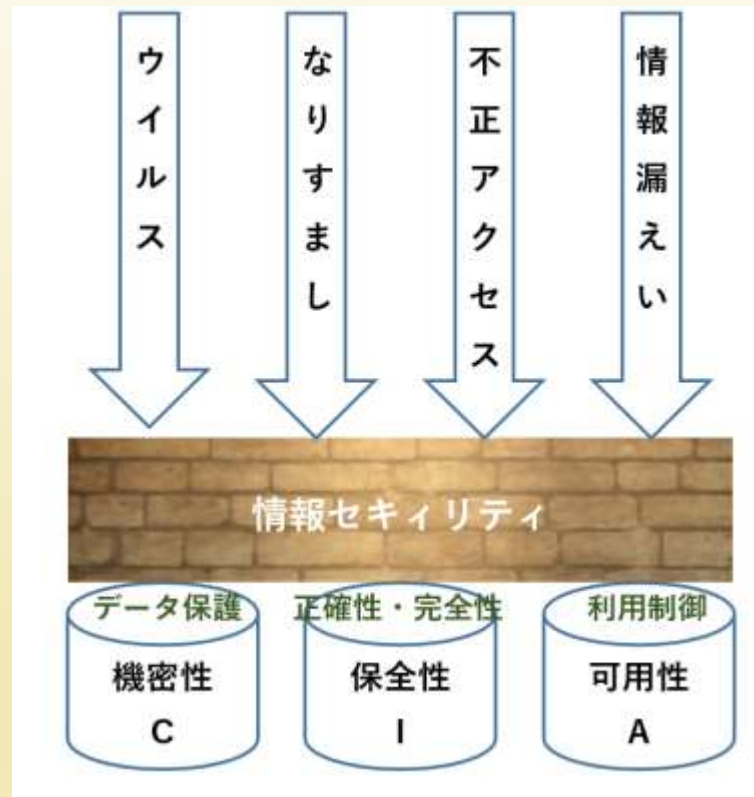 ウイルス
なりすまし
不正アクセス
情報漏えい
情報セキィリティ
データ保護
正確性・完全性
利用制御
機密性
C
保全性
I
可用性
A